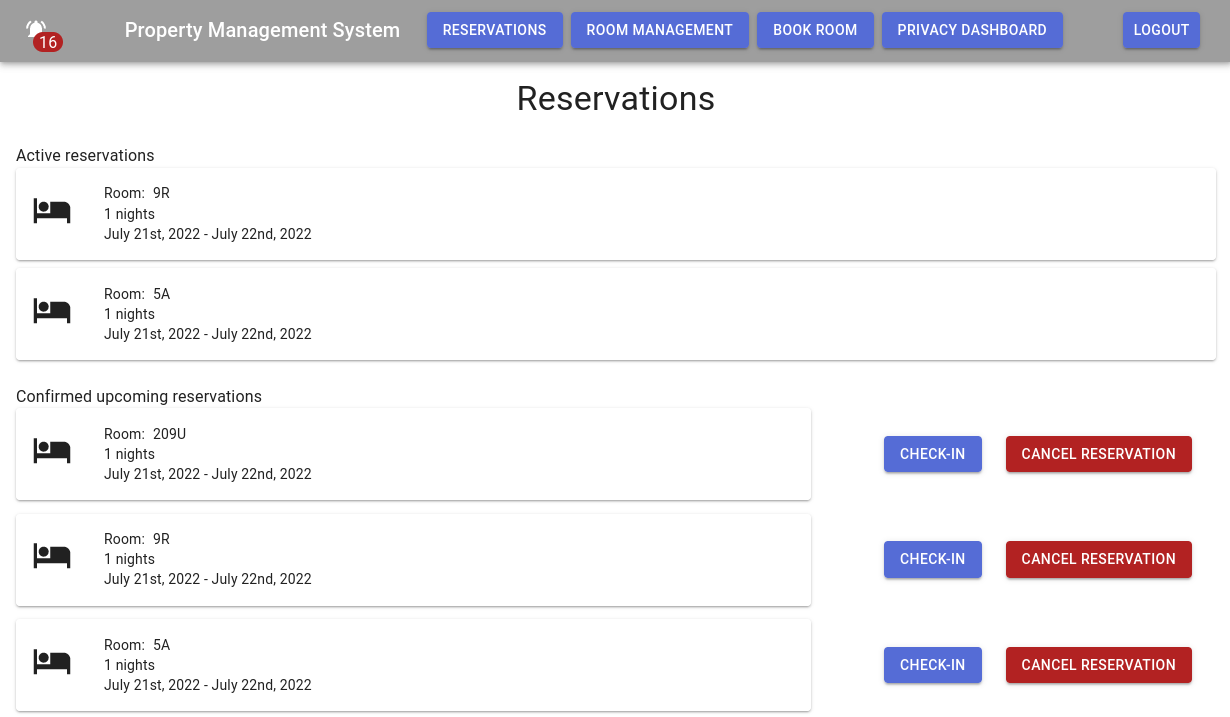 16
Property Management System
RESERVATIONS
ROOM MANAGEMENT
BOOK ROOM
PRIVACY DASHBOARD
LOGOUT
Reservations
Active reservations
Room: 9R
1 nights
July 21st, 2022 - July 22nd, 2022
Room: 5A
1 nights
July 21st, 2022 - July 22nd, 2022
Confirmed upcoming reservations
Room: 209U
1 nights
July 21st, 2022 - July 22nd, 2022
CHECK-IN
CANCEL RESERVATION
Room: 9R
1 nights
July 21st, 2022 - July 22nd, 2022
CHECK-IN
CANCEL RESERVATION
Room: 5A
1 nights
July 21st, 2022 - July 22nd, 2022
CHECK-IN
CANCEL RESERVATION